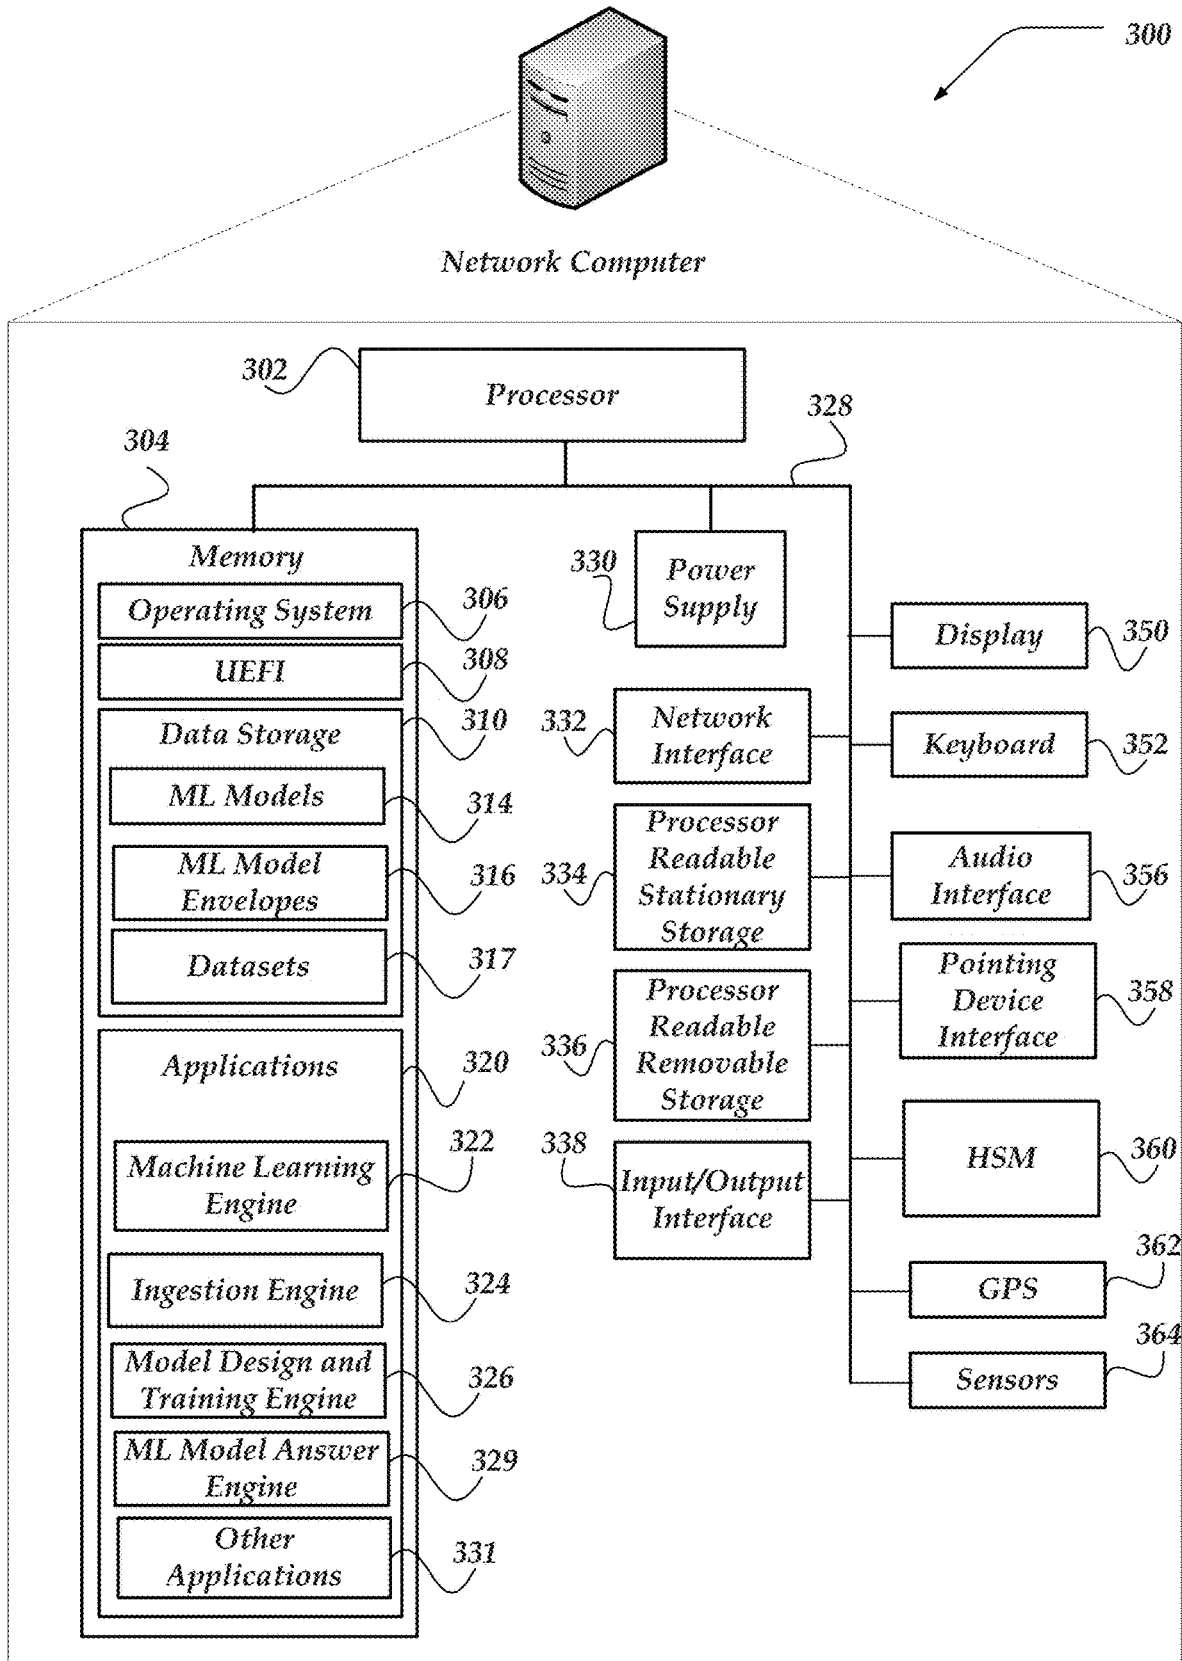 300
Network Computer
302
Processor
328
304
Memory
Operating System
306
UEFI
308
Data Storage
310
ML Models
314
ML Model
Envelopes
316
Datasets
317
Applications
320
Machine Learning
Engine
322
Ingestion Engine
324
Model Design and
Training Engine
326
ML Model Answer
Engine
329
Other
Applications
331
330
Power
Supply
332
Network
Interface
334
Processor
Readable
Stationary
Storage
336
Processor
Readable
Removable
Storage
338
Input/Output
Interface
Display
350
Keyboard
352
Audio
Interface
356
Pointing
Device
Interface
358
HSM
360
GPS
362
Sensors
364